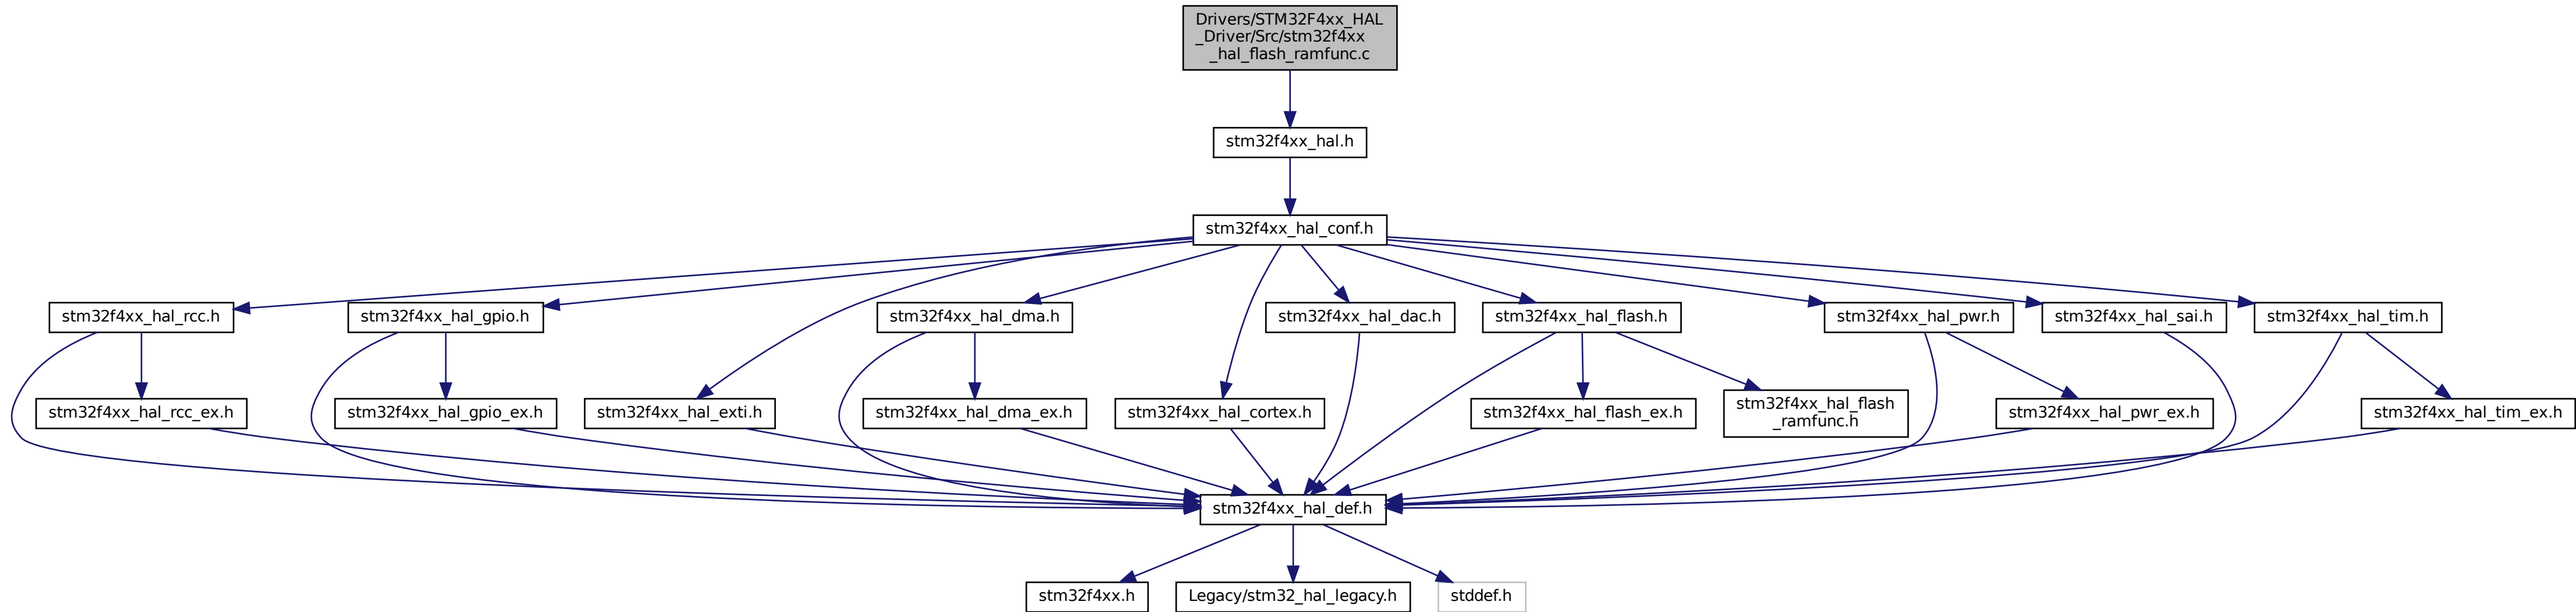 Drivers/STM32F4xx_HAL
_Driver/Src/stm32f4xx
_hal_flash_ramfunc.c
stm32f4xx_hal.h
stm32f4xx_hal_conf.h
stm32f4xx_hal_rcc.h
stm32f4xx_hal_gpio.h
stm32f4xx_hal_dma.h
stm32f4xx_hal_dac.h
stm32f4xx_hal_flash.h
stm32f4xx_hal_pwr.h
stm32f4xx_hal_sai.h
stm32f4xx_hal_tim.h
stm32f4xx_hal_rcc_ex.h
stm32f4xx_hal_gpio_ex.h
stm32f4xx_hal_exti.h
stm32f4xx_hal_dma_ex.h
stm32f4xx_hal_cortex.h
stm32f4xx_hal_flash_ex.h
stm32f4xx_hal_flash
_ramfunc.h
stm32f4xx_hal_pwr_ex.h
stm32f4xx_hal_tim_ex.h
stm32f4xx_hal_def.h
stm32f4xx.h
Legacy/stm32_hal_legacy.h
stddef.h